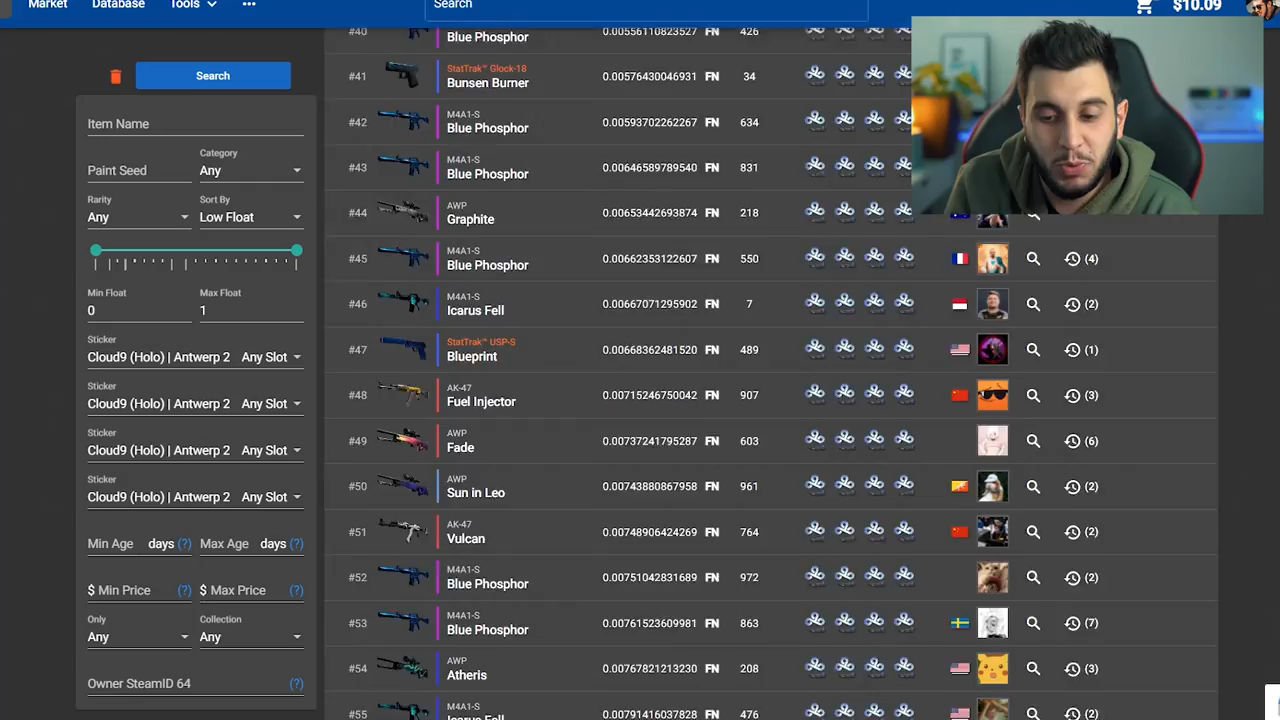 Market Database Tools ••• Search $10.09
Search
Item Name
Paint Seed
Category
Any
Rarity
Any
Sort By
Low Float
Min Float
0
Max Float
1
Sticker
Cloud9 (Holo) | Antwerp 2 Any Slot
Sticker
Cloud9 (Holo) | Antwerp 2 Any Slot
Sticker
Cloud9 (Holo) | Antwerp 2 Any Slot
Sticker
Cloud9 (Holo) | Antwerp 2 Any Slot
Min Age days (?) Max Age days (?)
$ Min Price (?) $ Max Price (?)
Only
Any
Collection
Any
Owner SteamID 64 (?)
#40 Blue Phosphor 0.00556110823527 FN 426
StatTrak™ Glock-18
#41 Bunsen Burner 0.00576430046931 FN 34
M4A1-S
#42 Blue Phosphor 0.00593702262267 FN 634
M4A1-S
#43 Blue Phosphor 0.00646589789540 FN 831
AWP
#44 Graphite 0.00653442693874 FN 218
M4A1-S
#45 Blue Phosphor 0.00662353122607 FN 550 (4)
M4A1-S
#46 Icarus Fell 0.00667071295902 FN 7 (2)
StatTrak™ USP-S
#47 Blueprint 0.00668362481520 FN 489 (1)
AK-47
#48 Fuel Injector 0.00715246750042 FN 907 (3)
AWP
#49 Fade 0.00737241795287 FN 603 (6)
AWP
#50 Sun in Leo 0.00743880867958 FN 961 (2)
AK-47
#51 Vulcan 0.00748906424269 FN 764 (2)
M4A1-S
#52 Blue Phosphor 0.00751042831689 FN 972 (2)
M4A1-S
#53 Blue Phosphor 0.00761523609981 FN 863 (7)
AWP
#54 Atheris 0.00767821213230 FN 208 (3)
M4A1-S
#55 Icarus Fell 0.00791416037828 FN 476 (2)